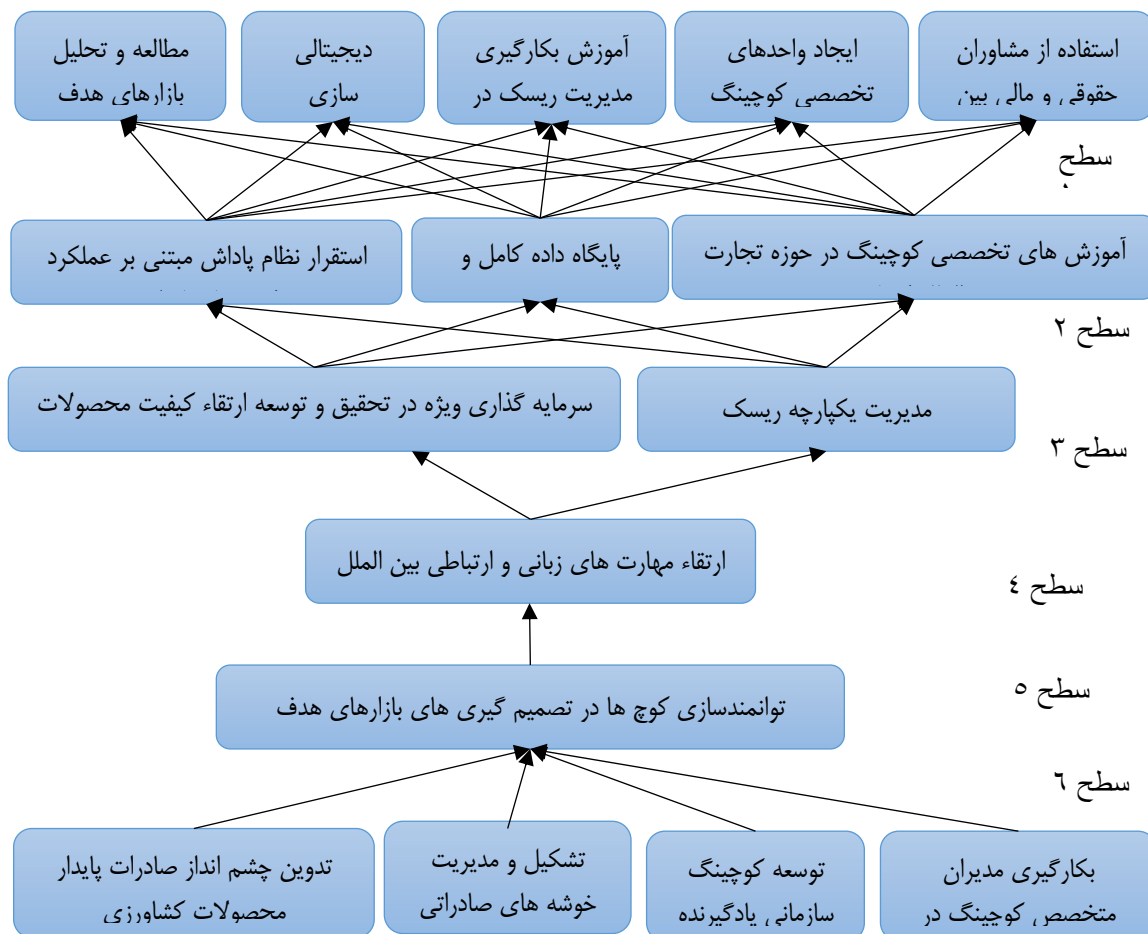 استفاده از مشاوران
حقوقی و مالی بین
ایجاد واحدهای
تخصصی کوچینگ
آموزش بکارگیری
مدیریت ریسک در
دیجیتالی
سازی
مطالعه و تحلیل
بازارهای هدف
سطح
آموزش های تخصصی کوچینگ در حوزه تجارت
پایگاه داده کامل و
استقرار نظام پاداش مبتنی بر عملکرد
سطح ٢
مدیریت یکپارچه ریسک
سرمایه گذاری ویژه در تحقیق و توسعه ارتقاء کیفیت محصولات
سطح ٣
ارتقاء مهارت های زبانی و ارتباطی بین الملل
سطح ٤
توانمندسازی کوچ ها در تصمیم گیری های بازارهای هدف
سطح ٥
سطح ٦
بکارگیری مدیران
متخصص کوچینگ در
توسعه کوچینگ
سازمانی یادگیرنده
تشکیل و مدیریت
خوشه های صادراتی
تدوین چشم انداز صادرات پایدار
محصولات کشاورزی